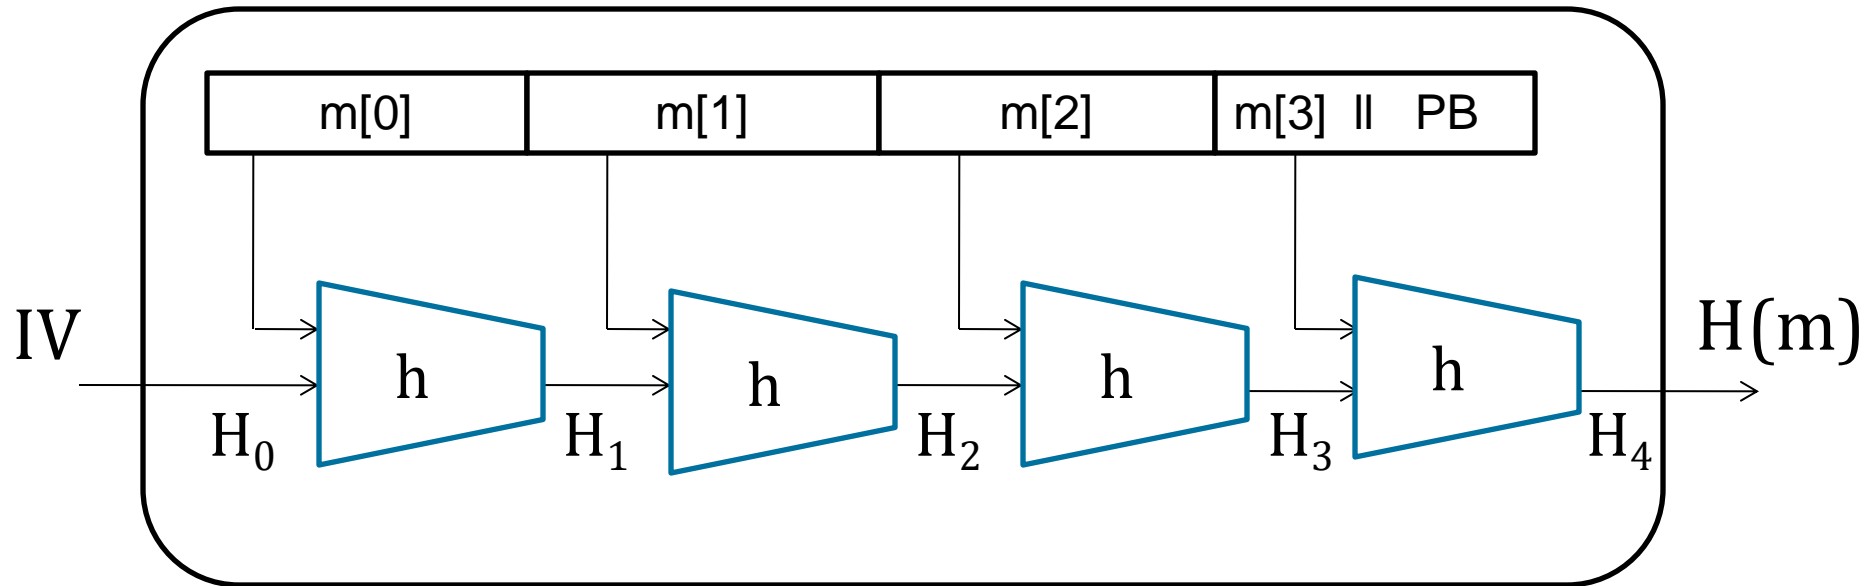 m[0] m[1] m[2] m[3] ll PB
IV H(m)
h h h h
H₀ H₁ H₂ H₃ H₄